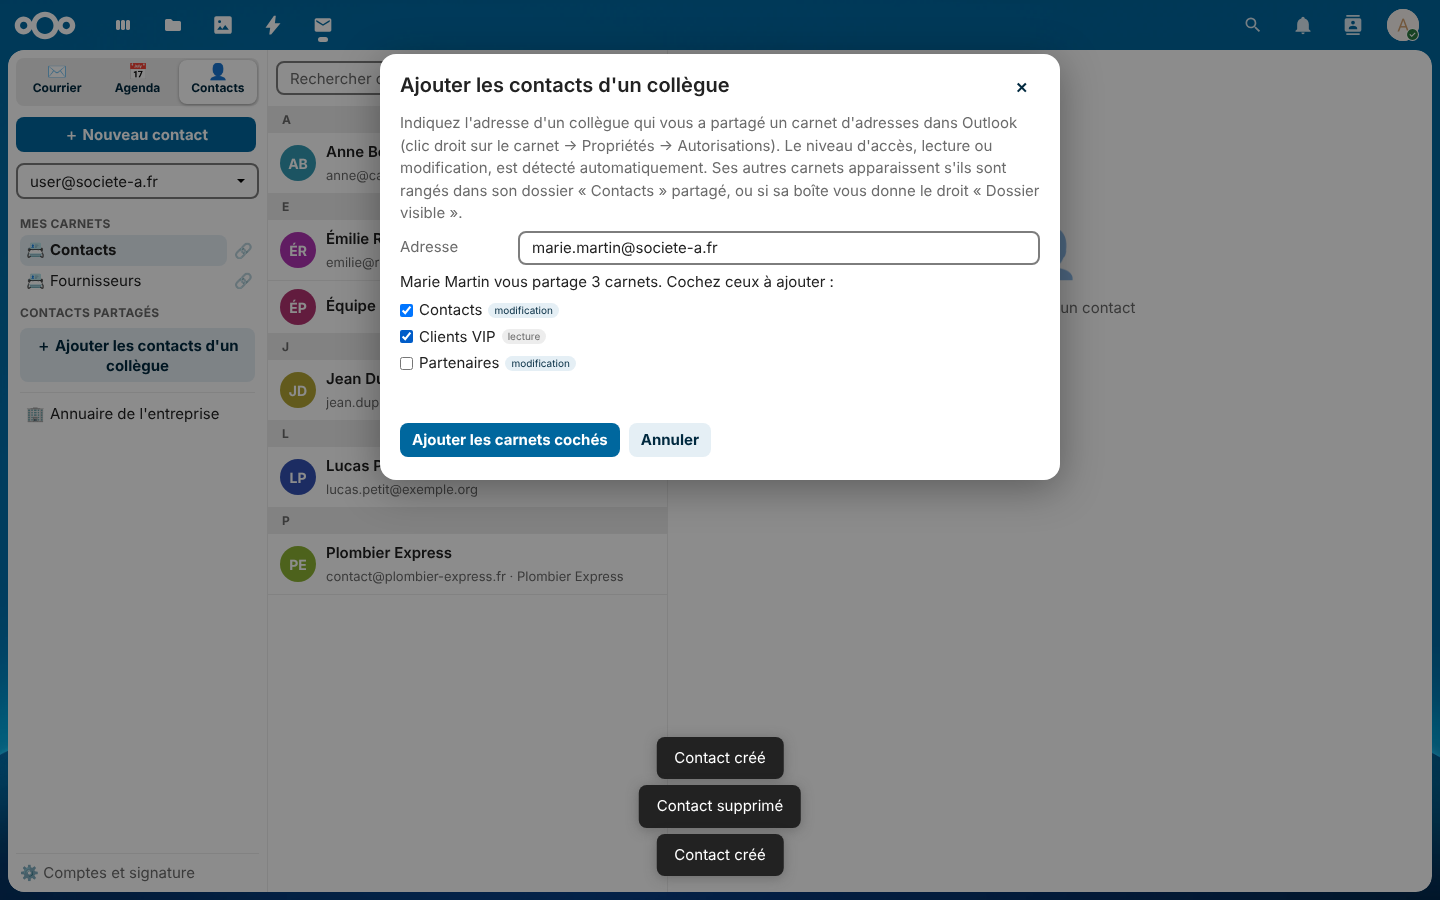 A
Courrier
Agenda
Contacts
+ Nouveau contact
user@societe-a.fr
MES CARNETS
Contacts
Fournisseurs
CONTACTS PARTAGÉS
+ Ajouter les contacts d'un
collègue
Annuaire de l'entreprise
Comptes et signature
Rechercher
A
AB
Anne
E
ÉR
Émilie
ÉP
Équipe
J
JD
Jean
L
LP
Lucas
lucas.petit@exemple.org
P
PE
Plombier Express
contact@plombier-express.fr · Plombier Express
un contact
Ajouter les contacts d'un collègue
×
Indiquez l'adresse d'un collègue qui vous a partagé un carnet d'adresses dans Outlook
(clic droit sur le carnet → Propriétés → Autorisations). Le niveau d'accès, lecture ou
modification, est détecté automatiquement. Ses autres carnets apparaissent s'ils sont
rangés dans son dossier « Contacts » partagé, ou si sa boîte vous donne le droit « Dossier
visible ».
Adresse
marie.martin@societe-a.fr
Marie Martin vous partage 3 carnets. Cochez ceux à ajouter :
Contacts modification
Clients VIP lecture
Partenaires modification
Ajouter les carnets cochés
Annuler
Contact créé
Contact supprimé
Contact créé